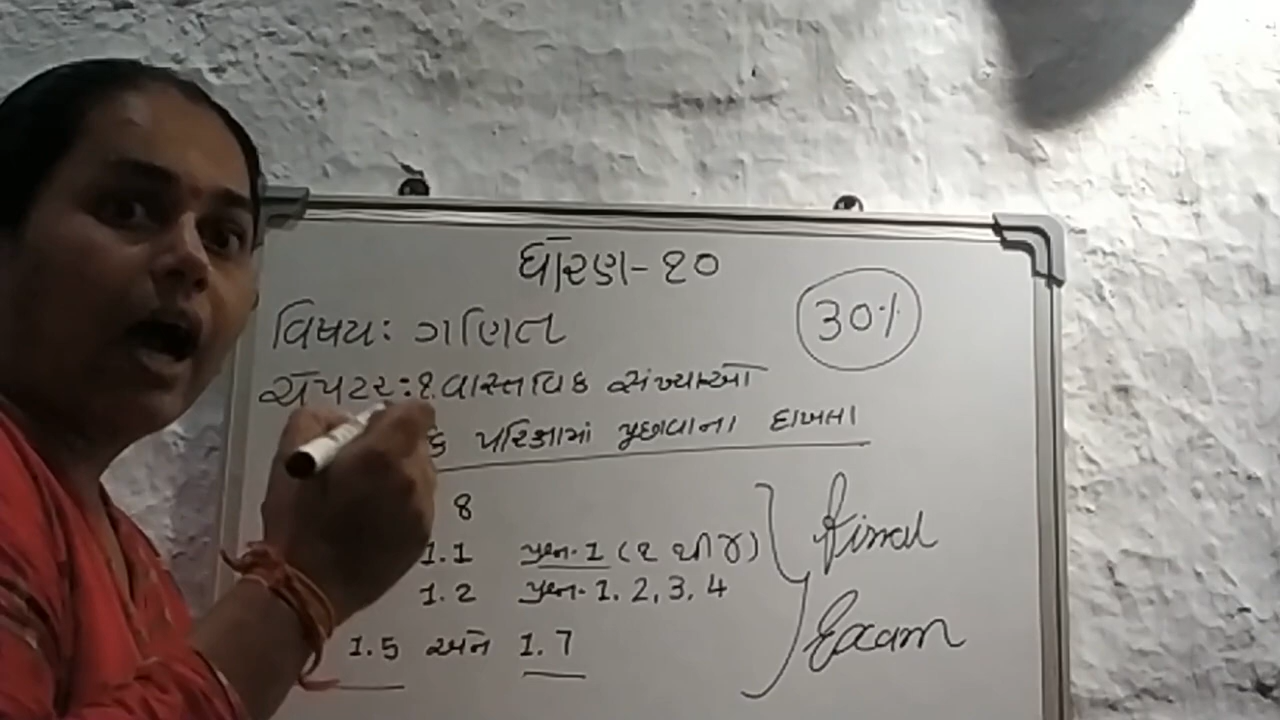 ધોરણ-૧૦
વિષય: ગણિત
30%
ચેપ્ટર: ૧ વાસ્તવિક સંખ્યાઓ
ક પરિક્ષામાં પુછાવાના દાખલા
8
1.1 પ્રશ્ન. 1 (૨ થી ૪)
1.2 પ્રશ્ન. 1, 2, 3, 4
1.5 અને 1.7
Final
Exam